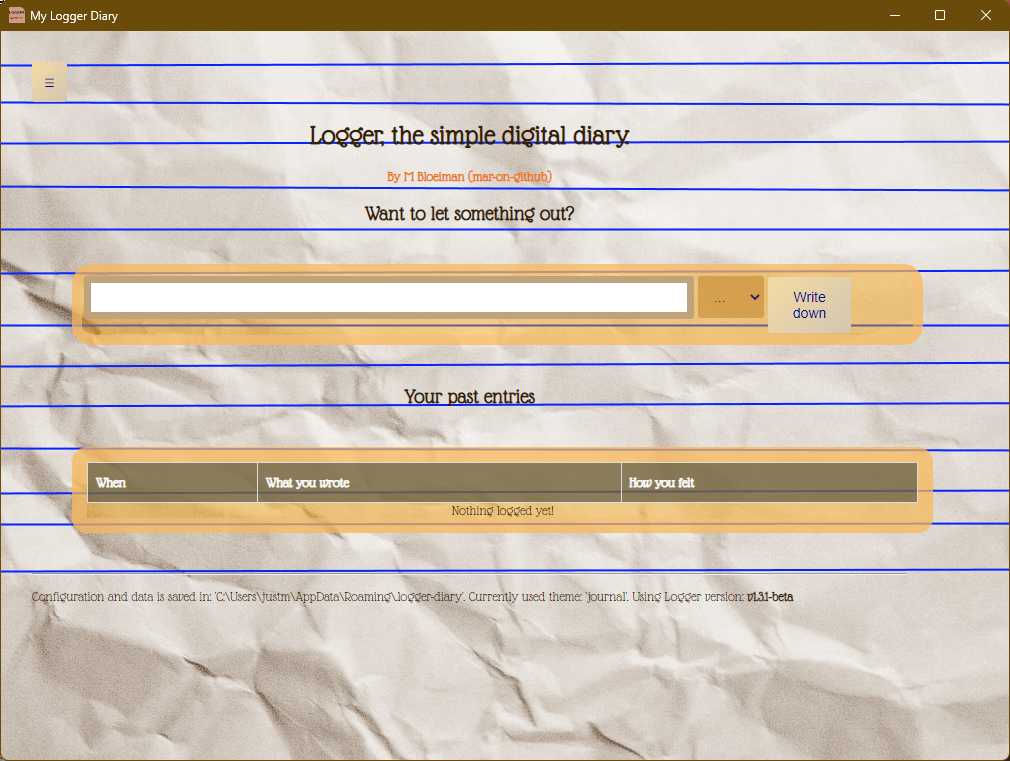 My Logger Diary
☰
Logger, the simple digital diary.
By M Bloeiman (mar-on-github)
Want to let something out?
...
Write
down
Your past entries
When What you wrote How you felt
Nothing logged yet!
Configuration and data is saved in: 'C:\Users\justm\AppData\Roaming\logger-diary'. Currently used theme: 'journal'. Using Logger version: v1.3.1-beta